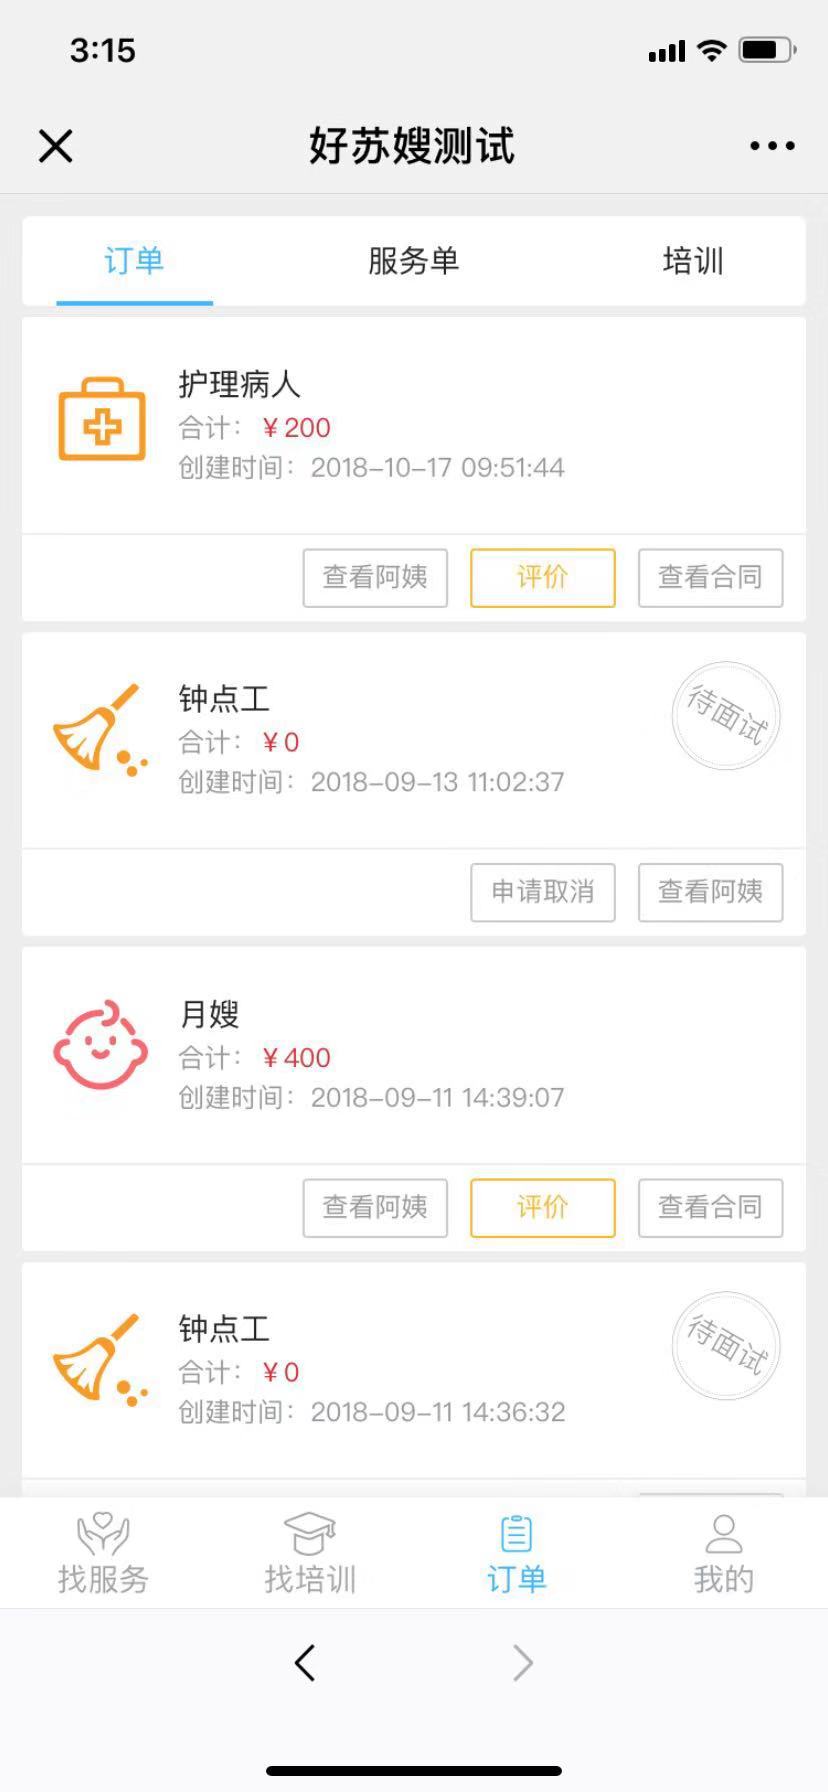 3:15
好苏嫂测试
订单 服务单 培训
护理病人
合计：￥200
创建时间：2018-10-17 09:51:44
查看阿姨 评价 查看合同
钟点工
待面试
合计：￥0
创建时间：2018-09-13 11:02:37
申请取消 查看阿姨
月嫂
合计：￥400
创建时间：2018-09-11 14:39:07
查看阿姨 评价 查看合同
钟点工
待面试
合计：￥0
创建时间：2018-09-11 14:36:32
找服务 找培训 订单 我的